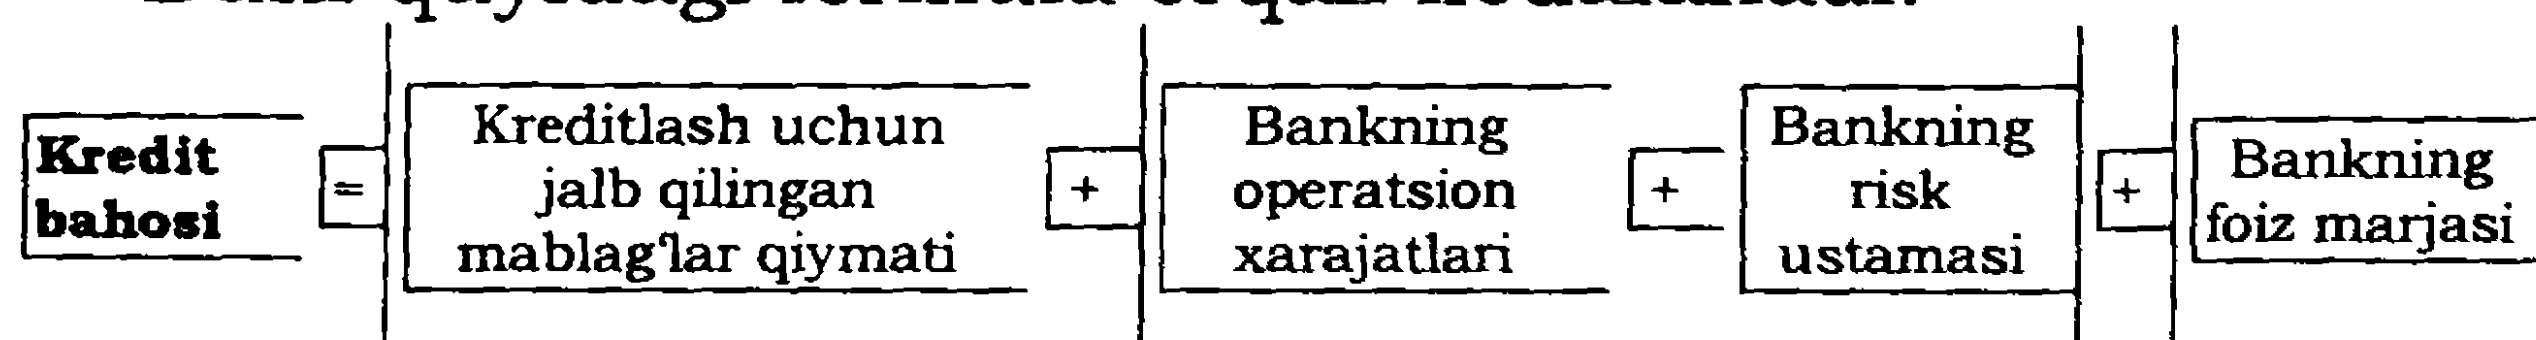 Kredit
bahosi
=
Kreditlash uchun
jalb qilingan
mablag'lar qiymati
+
Bankning
operatsion
xarajatlari
+
Bankning
risk
ustamasi
+
Bankning
foiz marjasi